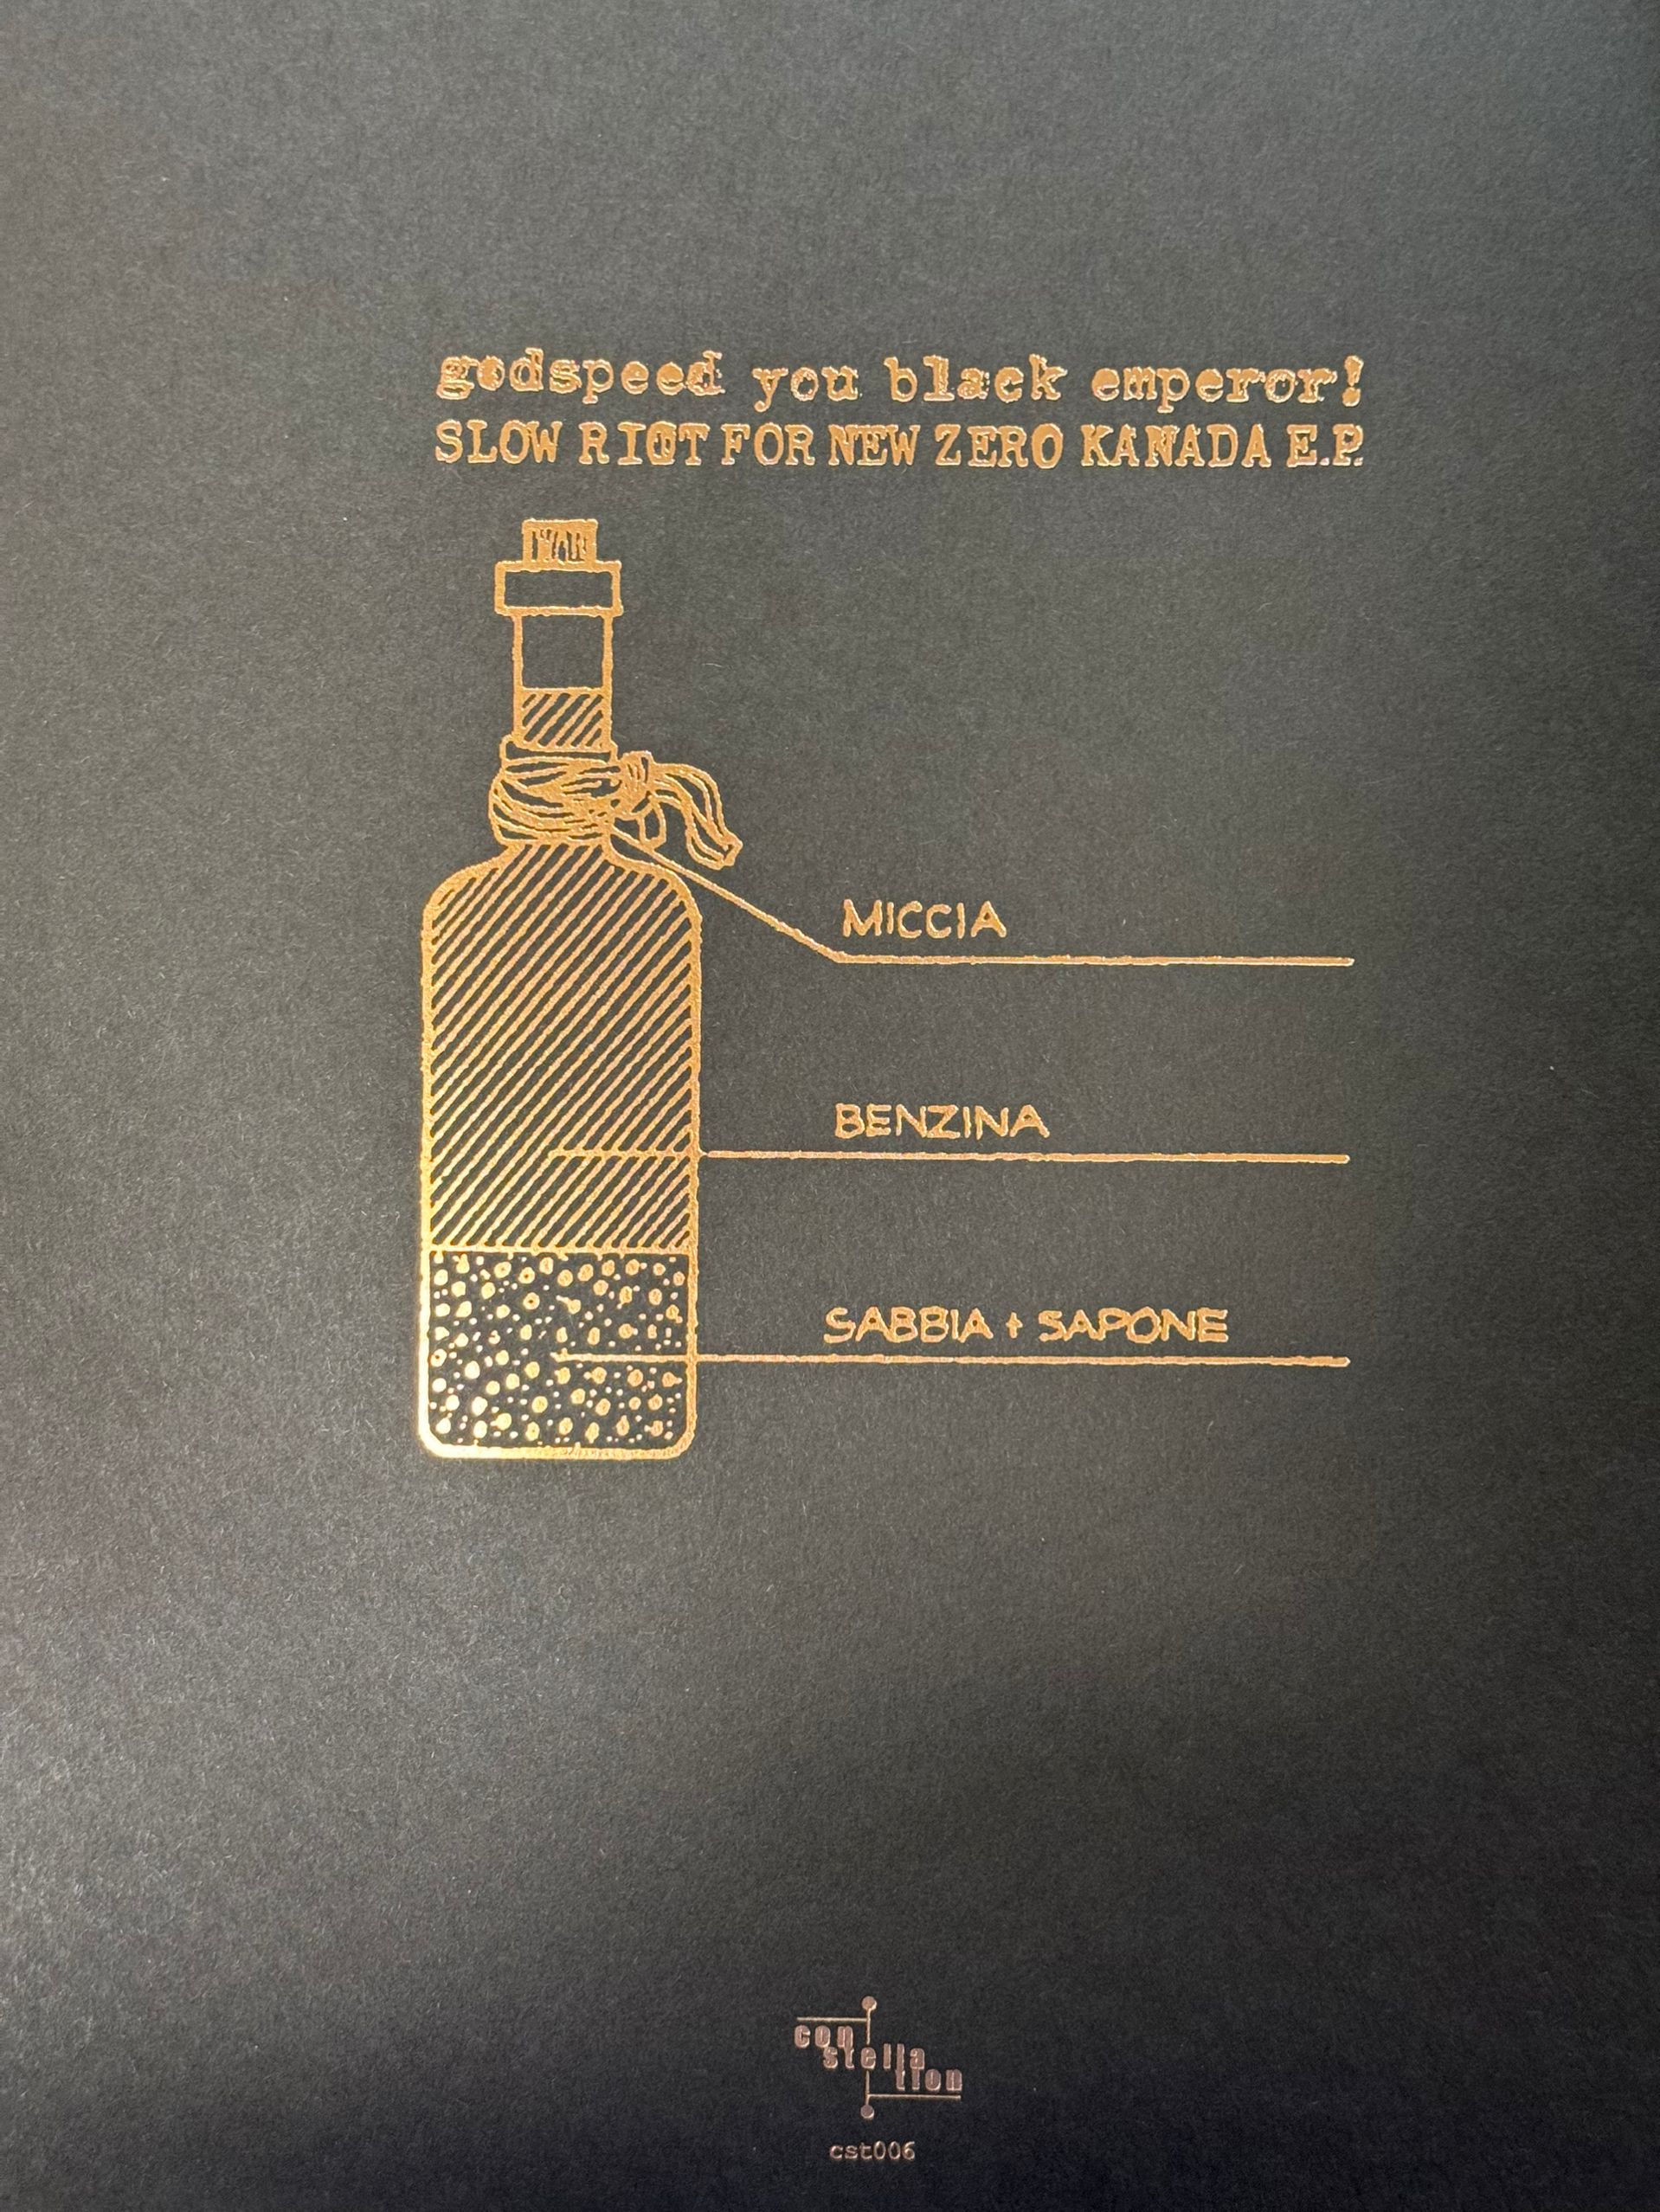 godspeed you black emperor!
SLOW RIOT FOR NEW ZERO KANADA E.P.
MICCIA
BENZINA
SABBIA + SAPONE
con
stella
tion
cst006